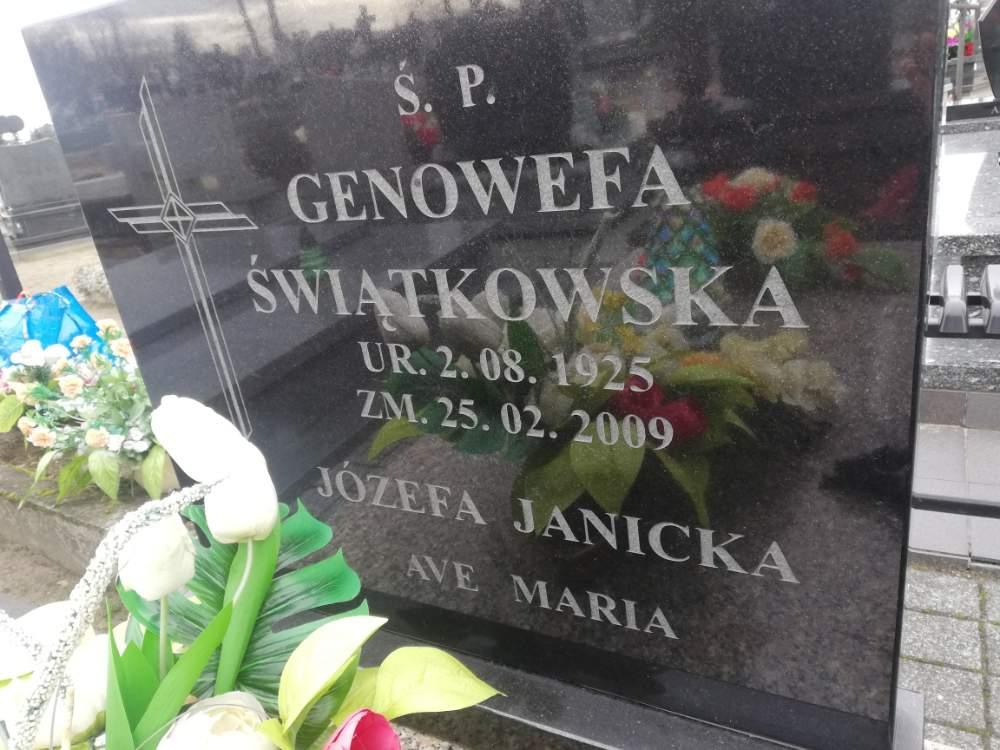 Ś. P.
GENOWEFA
ŚWIĄTKOWSKA
UR. 2. 08. 1925
ZM. 25. 02. 2009
JÓZEFA JANICKA
AVE MARIA